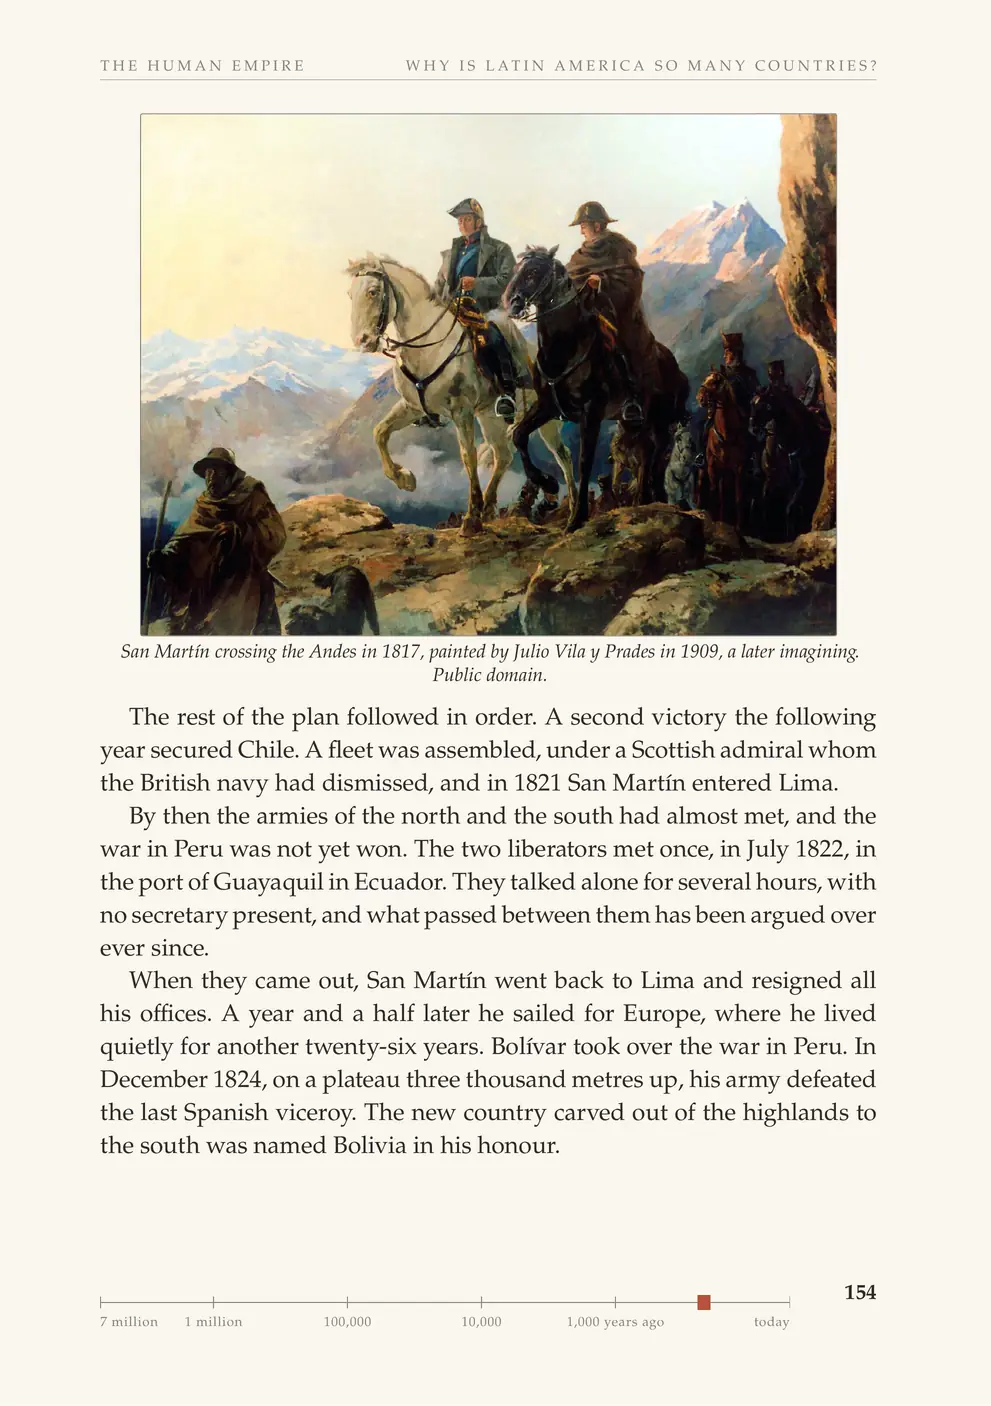 THE HUMAN EMPIRE
WHY IS LATIN AMERICA SO MANY COUNTRIES?
San Martín crossing the Andes in 1817, painted by Julio Vila y Prades in 1909, a later imagining.
Public domain.
The rest of the plan followed in order. A second victory the following
year secured Chile. A fleet was assembled, under a Scottish admiral whom
the British navy had dismissed, and in 1821 San Martín entered Lima.
By then the armies of the north and the south had almost met, and the
war in Peru was not yet won. The two liberators met once, in July 1822, in
the port of Guayaquil in Ecuador. They talked alone for several hours, with
no secretary present, and what passed between them has been argued over
ever since.
When they came out, San Martín went back to Lima and resigned all
his offices. A year and a half later he sailed for Europe, where he lived
quietly for another twenty-six years. Bolívar took over the war in Peru. In
December 1824, on a plateau three thousand metres up, his army defeated
the last Spanish viceroy. The new country carved out of the highlands to
the south was named Bolivia in his honour.
154
7 million 1 million 100,000 10,000 1,000 years ago today